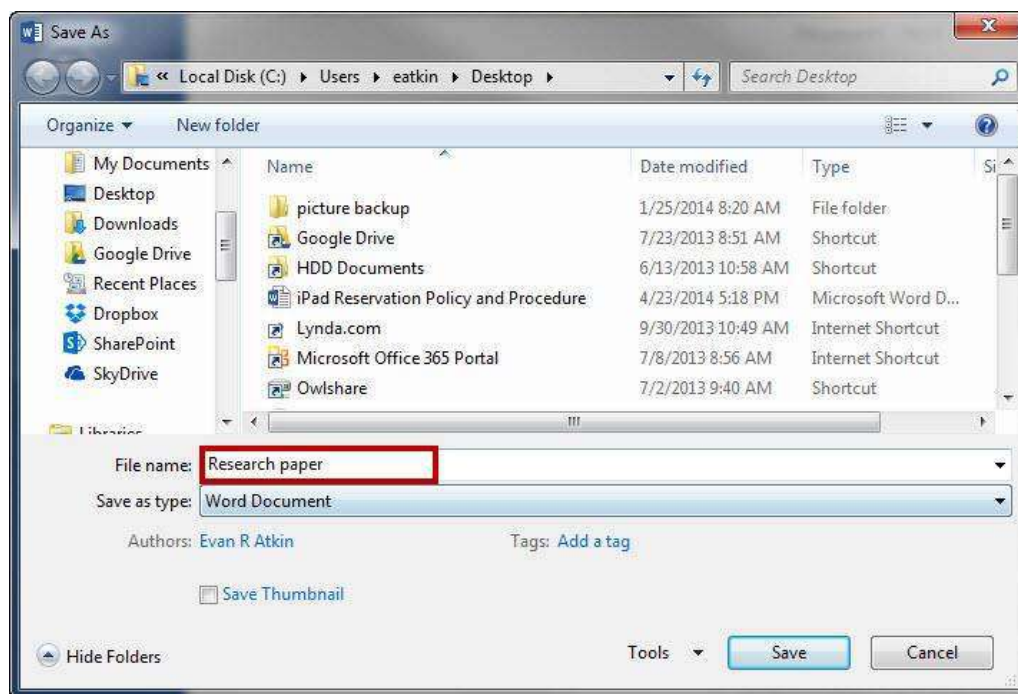 Save As
« Local Disk (C:) Users eatkin Desktop Search Desktop
Organize New folder
My Documents
Desktop
Downloads
Google Drive
Recent Places
Dropbox
SharePoint
SkyDrive
Libraries
Name Date modified Type Si
picture backup 1/25/2014 8:20 AM File folder
Google Drive 7/23/2013 8:51 AM Shortcut
HDD Documents 6/13/2013 10:58 AM Shortcut
iPad Reservation Policy and Procedure 4/23/2014 5:18 PM Microsoft Word D...
Lynda.com 9/30/2013 10:49 AM Internet Shortcut
Microsoft Office 365 Portal 7/8/2013 8:56 AM Internet Shortcut
Owlshare 7/2/2013 9:40 AM Shortcut
File name: Research paper
Save as type: Word Document
Authors: Evan R Atkin Tags: Add a tag
Save Thumbnail
Hide Folders Tools Save Cancel